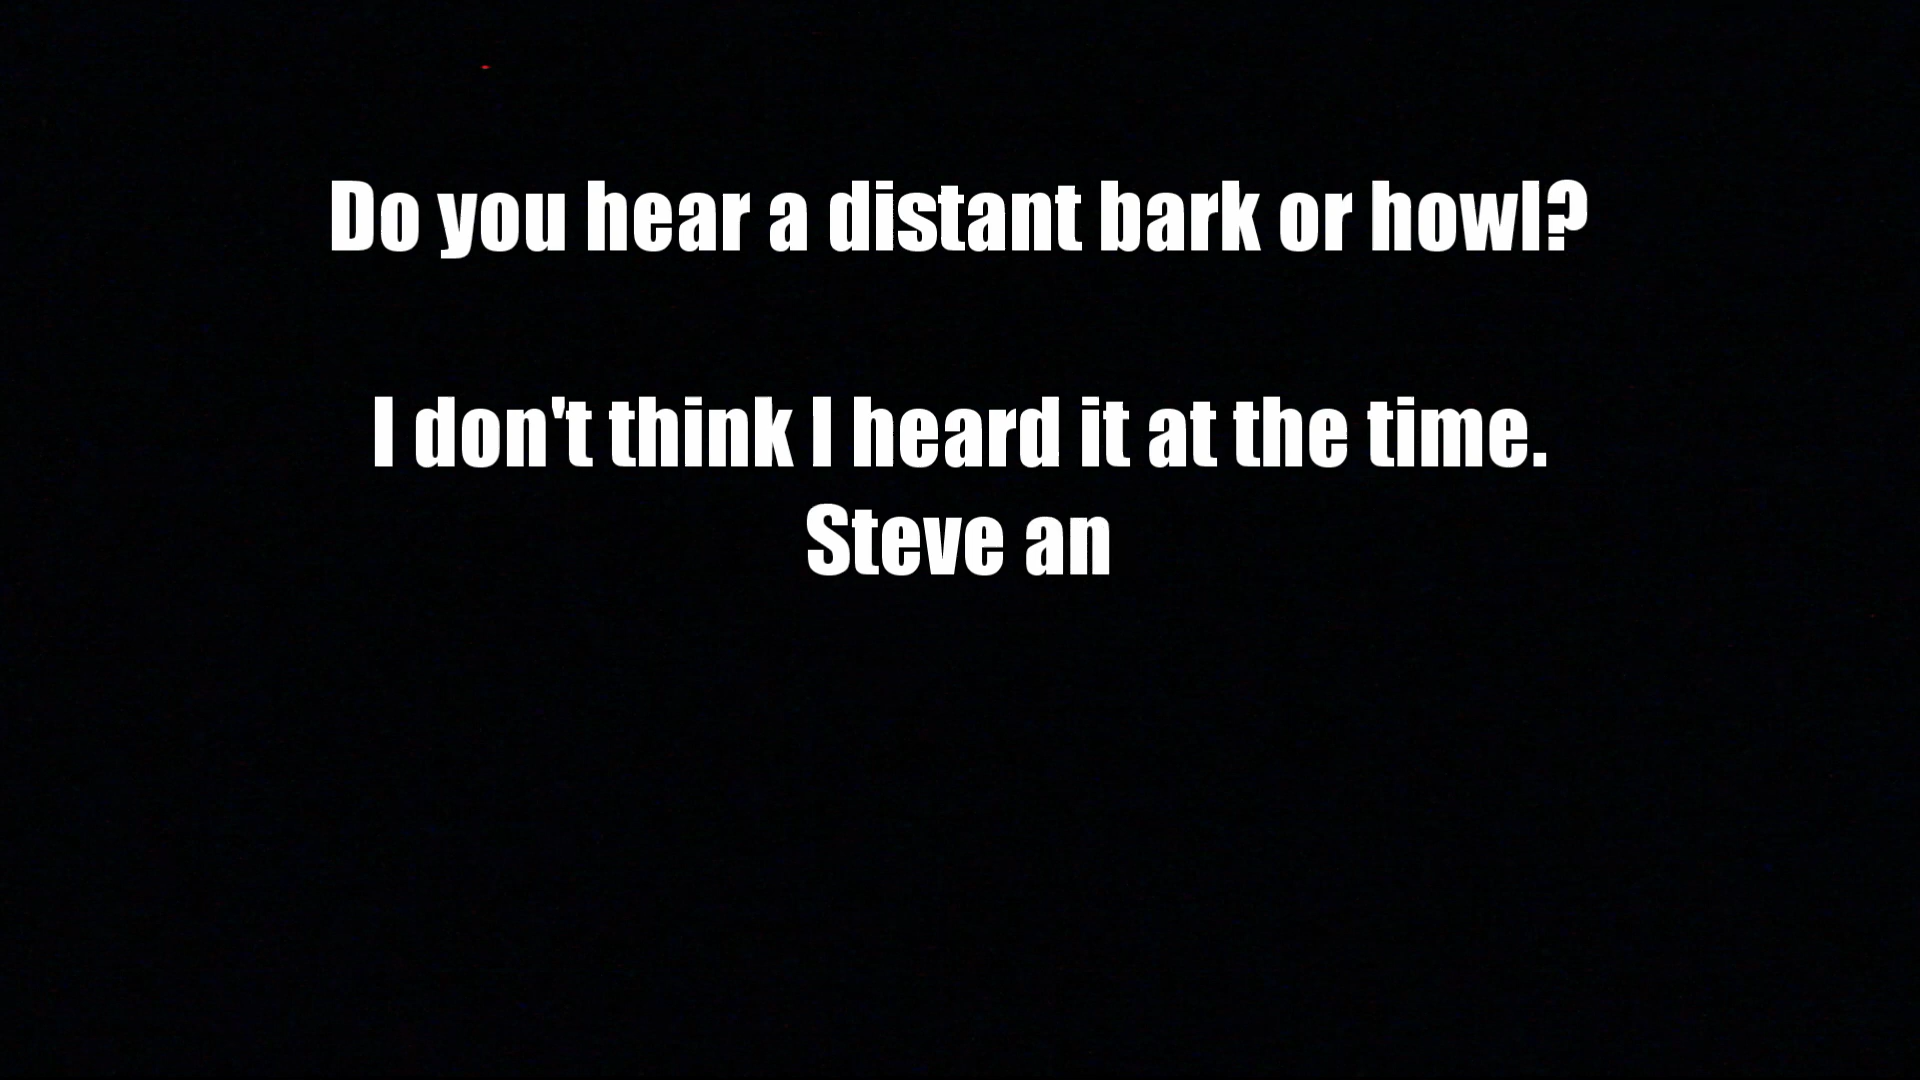 Do you hear a distant bark or howl?
I don't think I heard it at the time.
Steve an